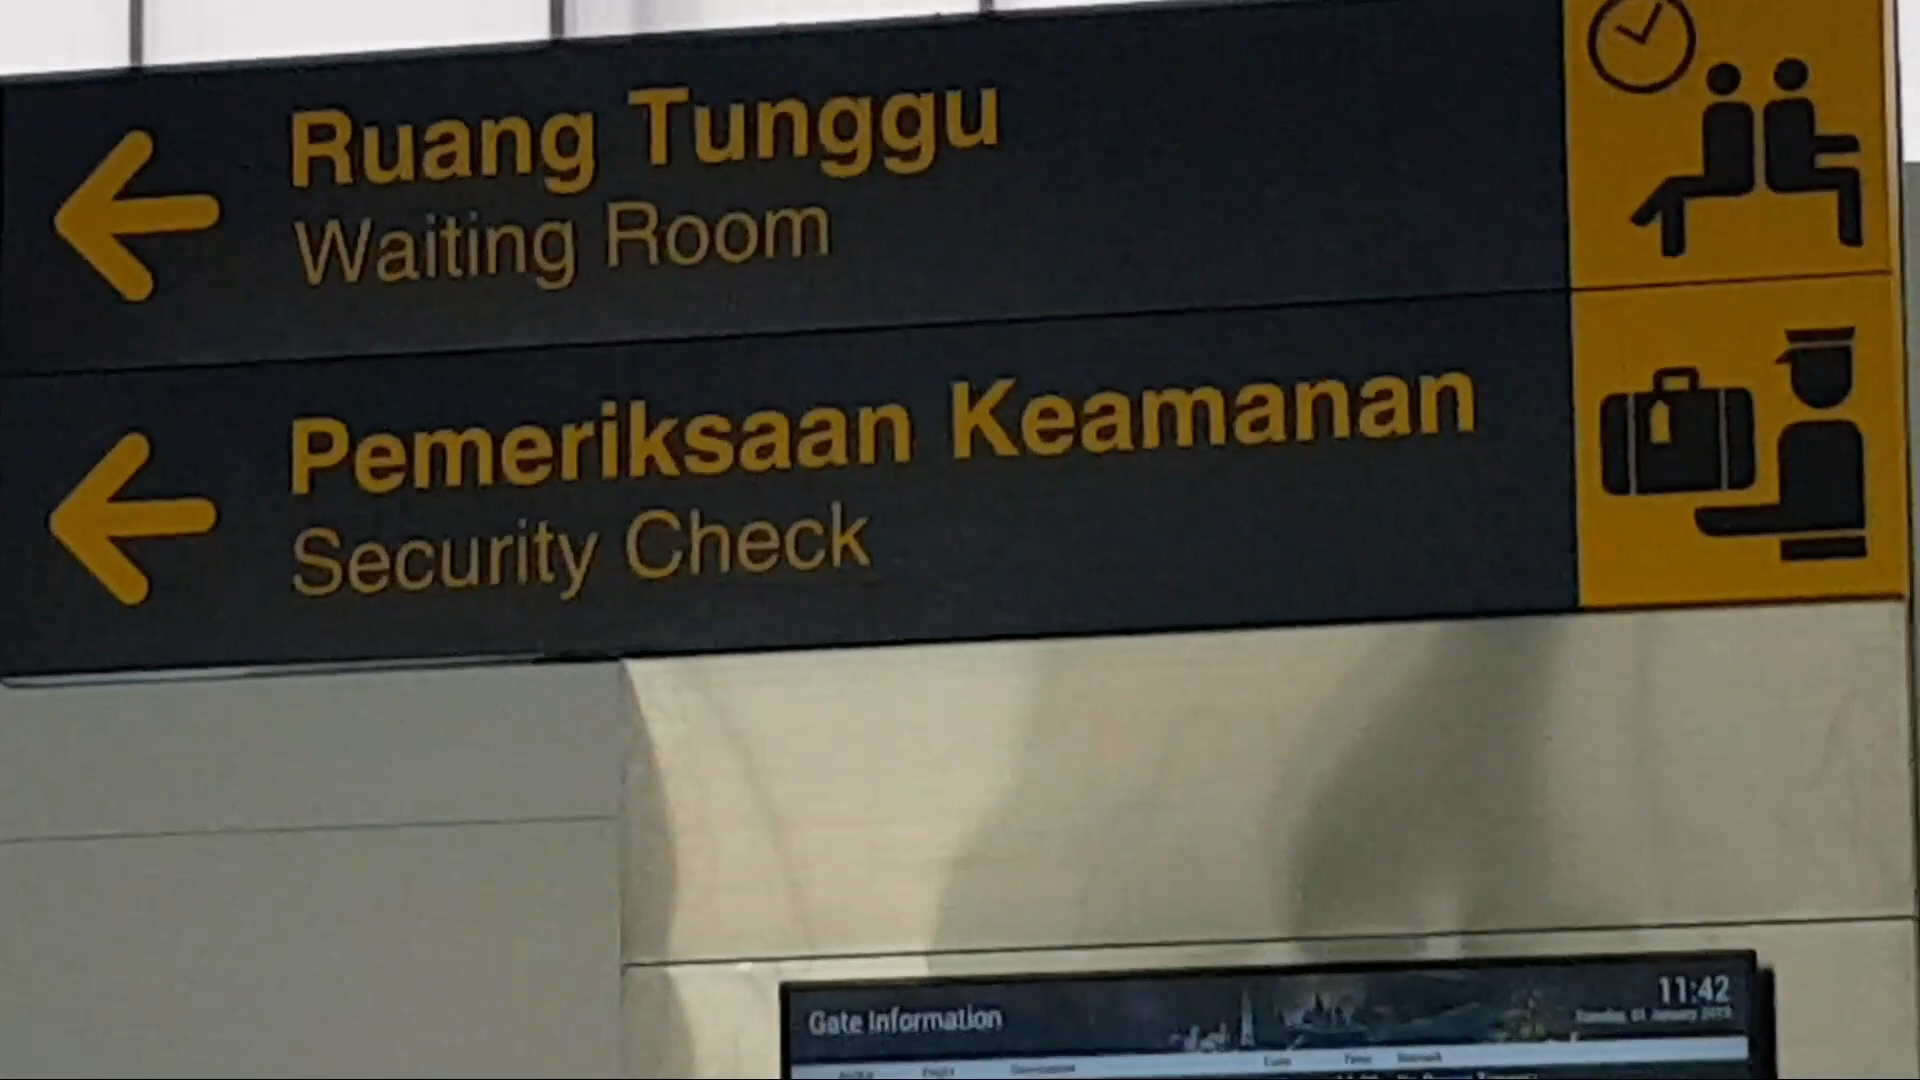 Ruang Tunggu
Waiting Room
Pemeriksaan Keamanan
Security Check
Gate Information
11:42